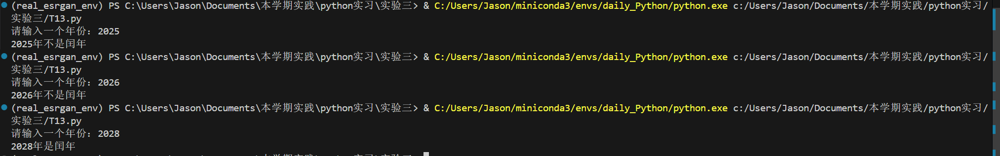 (real_esrgan_env) PS C:\Users\Jason\Documents\本学期实践\python实习\实验三> & C:/Users/Jason/miniconda3/envs/daily_Python/python.exe c:/Users/Jason/Documents/本学期实践/python实习/
实验三/T13.py
请输入一个年份：2025
2025年不是闰年
(real_esrgan_env) PS C:\Users\Jason\Documents\本学期实践\python实习\实验三> & C:/Users/Jason/miniconda3/envs/daily_Python/python.exe c:/Users/Jason/Documents/本学期实践/python实习/
实验三/T13.py
请输入一个年份：2026
2026年不是闰年
(real_esrgan_env) PS C:\Users\Jason\Documents\本学期实践\python实习\实验三> & C:/Users/Jason/miniconda3/envs/daily_Python/python.exe c:/Users/Jason/Documents/本学期实践/python实习/
实验三/T13.py
请输入一个年份：2028
2028年是闰年